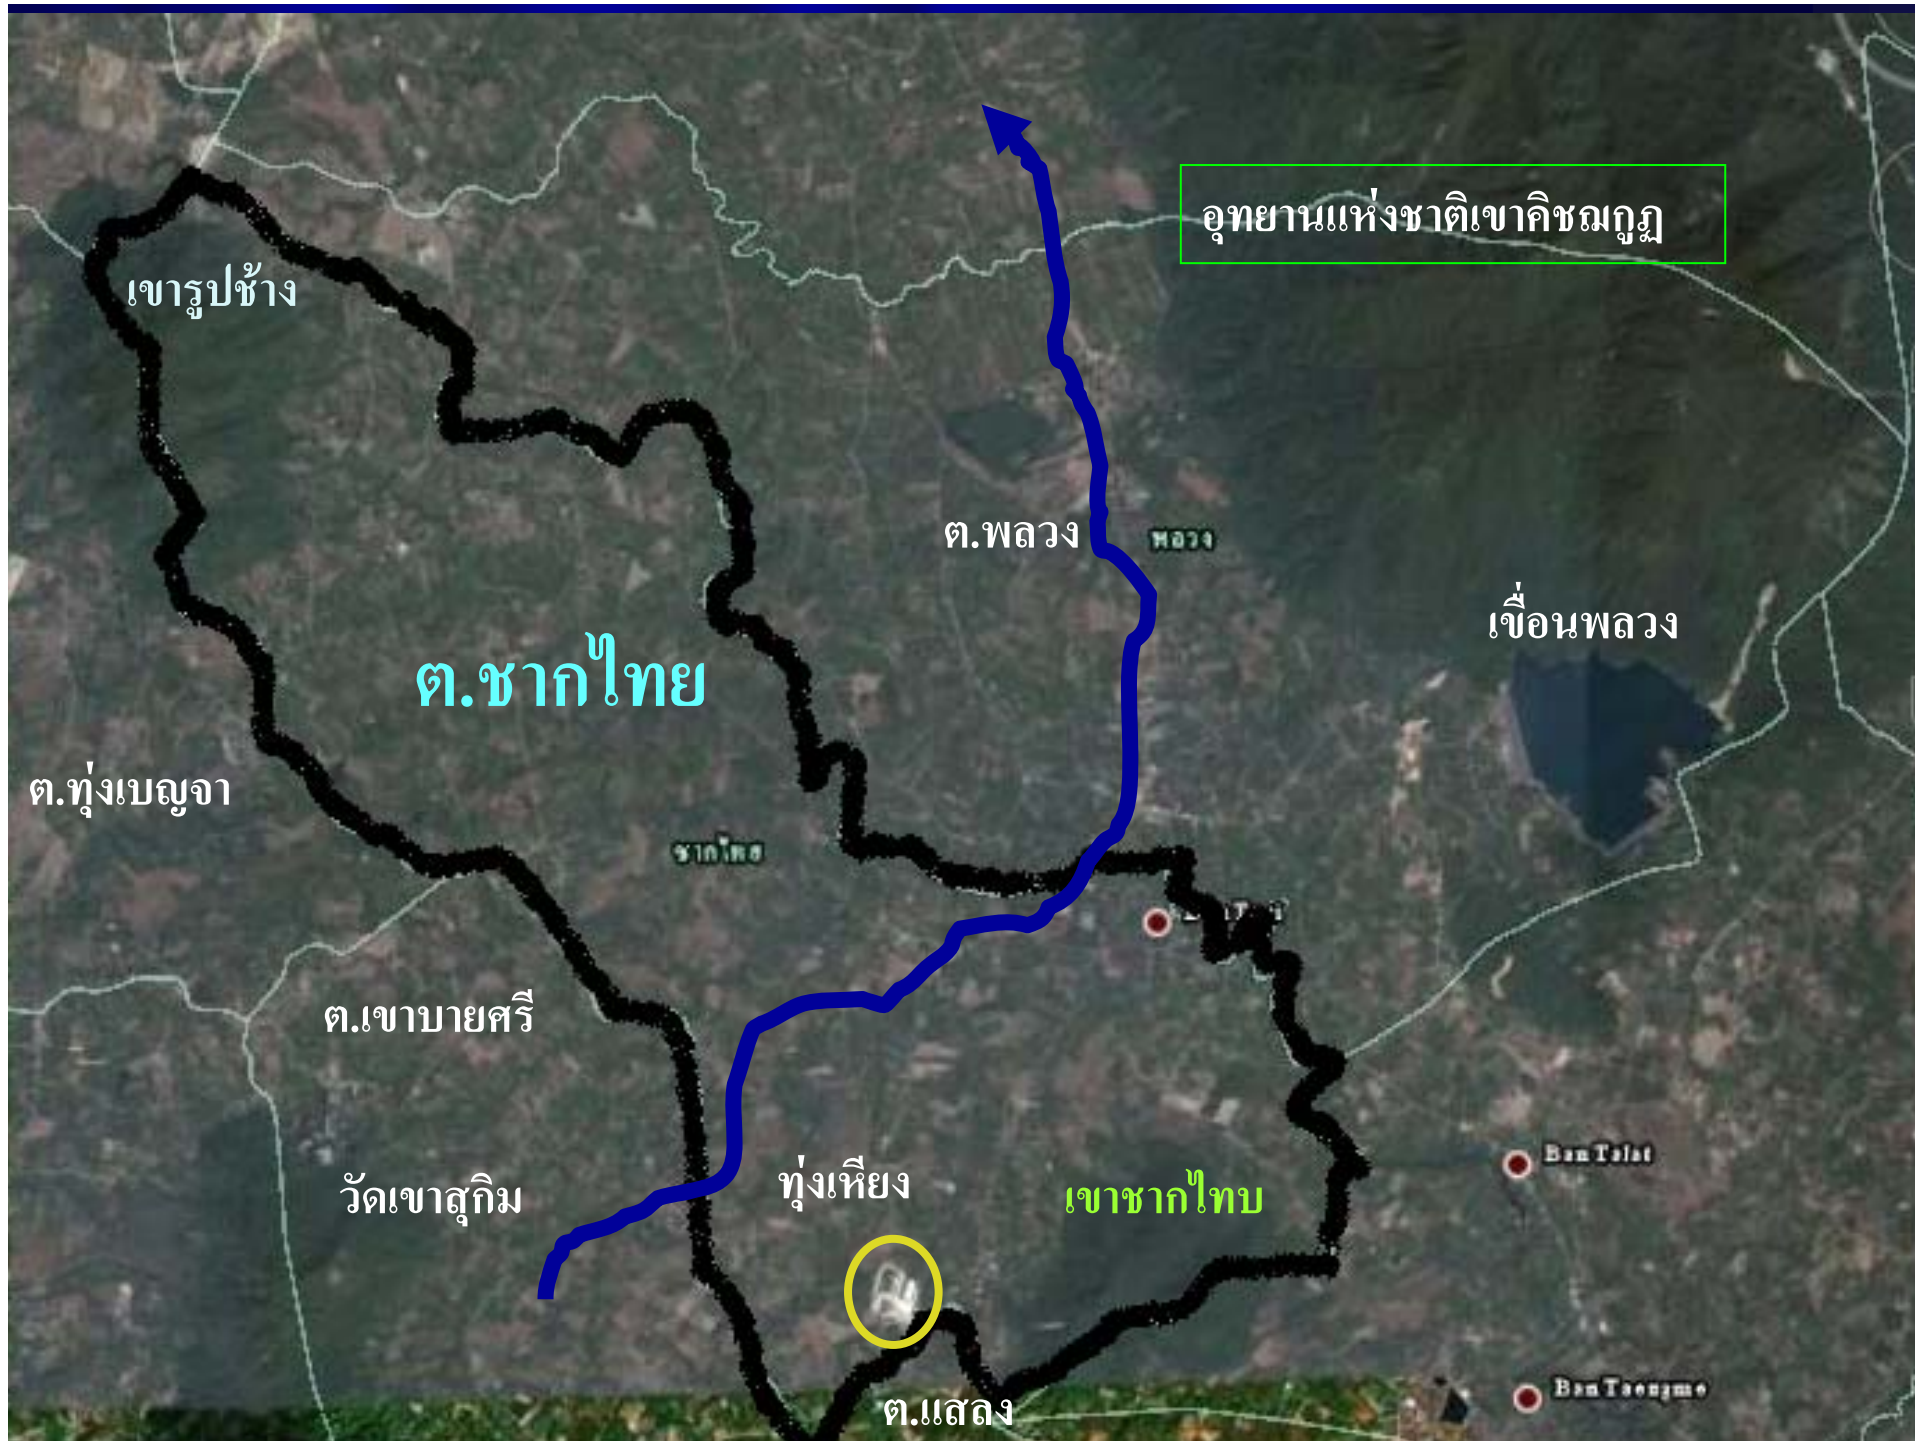 อุทยานแห่งชาติเขาคิชฌกูฏ
เขารูปช้าง
ต.พลวง
พลวง
เขื่อนพลวง
ต.ชากไทย
ต.ทุ่งเบญจา
ชากไทย
ต.เขาบายศรี
Ban Talat
ทุ่งเหียง
วัดเขาสุกิม
เขาชากไทบ
Ban Taengme
ต.แสลง